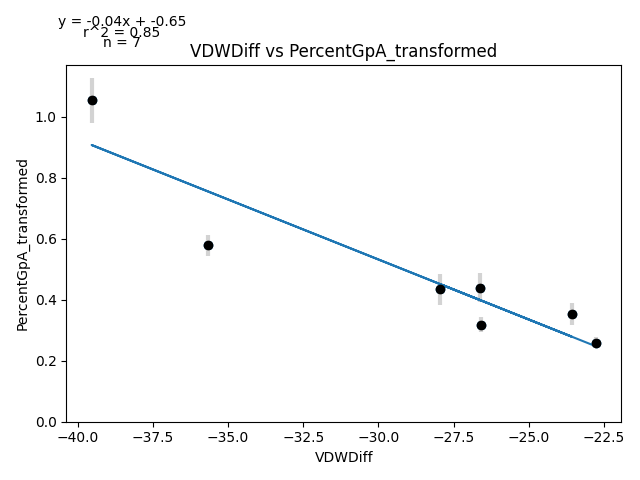 y = -0.04x + -0.65
r^2 = 0.85
n = 7
VDWDiff vs PercentGpA_transformed
PercentGpA_transformed
1.0
0.8
0.6
0.4
0.2
0.0
−40.0 −37.5 −35.0 −32.5 −30.0 −27.5 −25.0 −22.5
VDWDiff